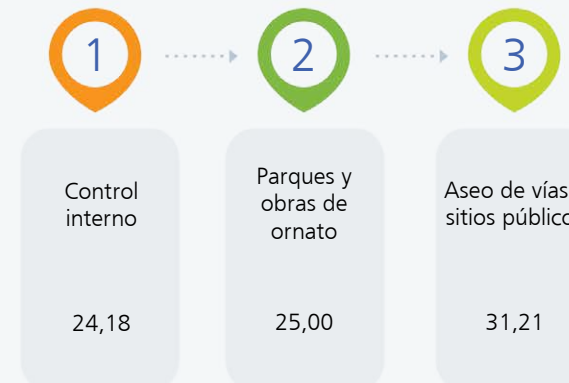 1
2
3
Control
interno
24,18
Parques y
obras de
ornato
25,00
Aseo de vías
sitios público
31,21